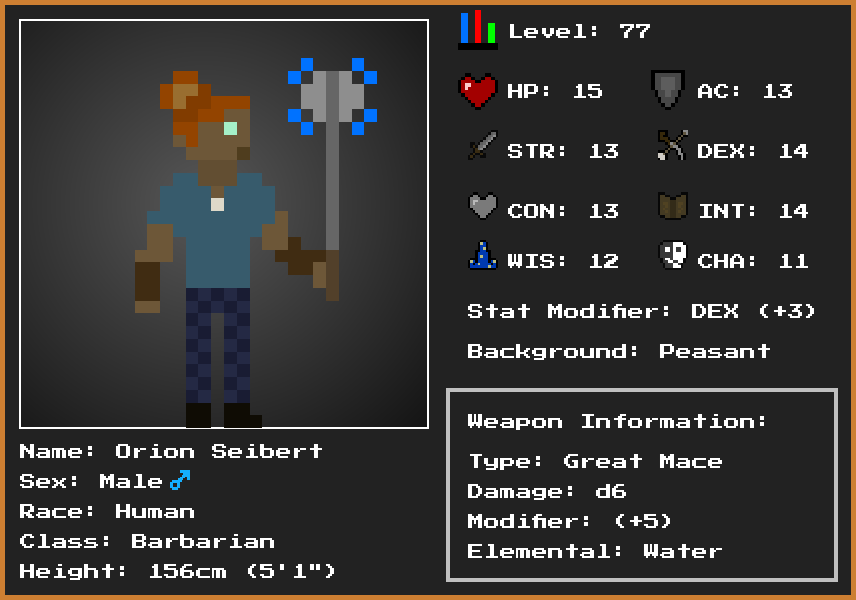 Level: 77
HP: 15
AC: 13
STR: 13
DEX: 14
CON: 13
INT: 14
WIS: 12
CHA: 11
Stat Modifier: DEX (+3)
Background: Peasant
Weapon Information:
Type: Great Mace
Damage: d6
Modifier: (+5)
Elemental: Water
Name: Orion Seibert
Sex: Male♂
Race: Human
Class: Barbarian
Height: 156cm (5'1")